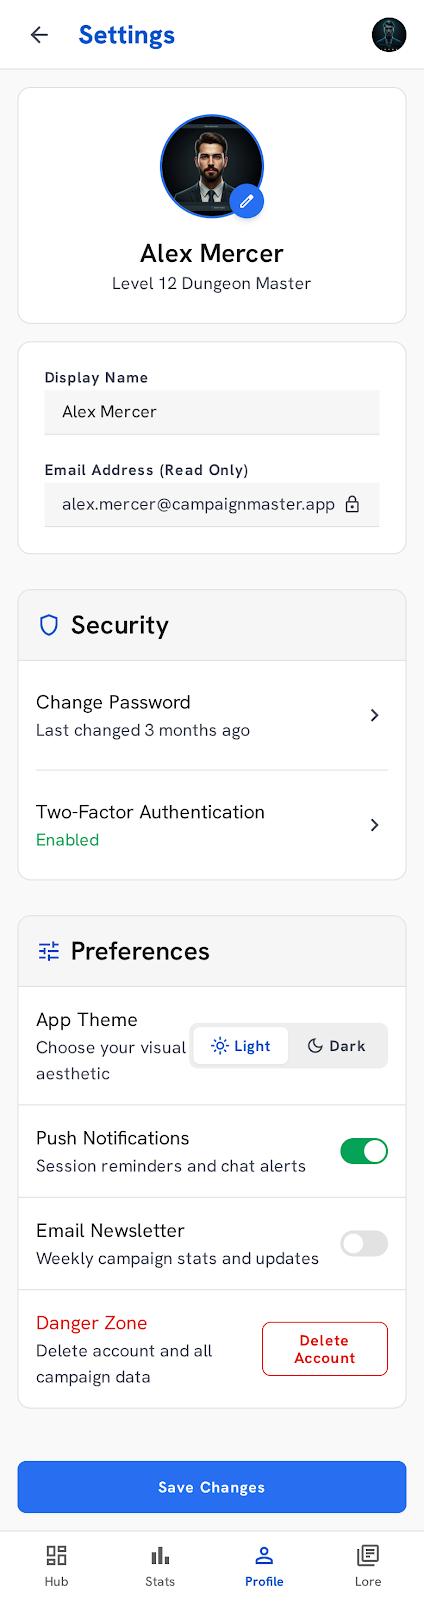 Settings
Alex Mercer
Level 12 Dungeon Master
Display Name
Alex Mercer
Email Address (Read Only)
alex.mercer@campaignmaster.app
Security
Change Password
Last changed 3 months ago
Two-Factor Authentication
Enabled
Preferences
App Theme
Choose your visual
aesthetic
Light
Dark
Push Notifications
Session reminders and chat alerts
Email Newsletter
Weekly campaign stats and updates
Danger Zone
Delete account and all
campaign data
Delete
Account
Save Changes
Hub
Stats
Profile
Lore